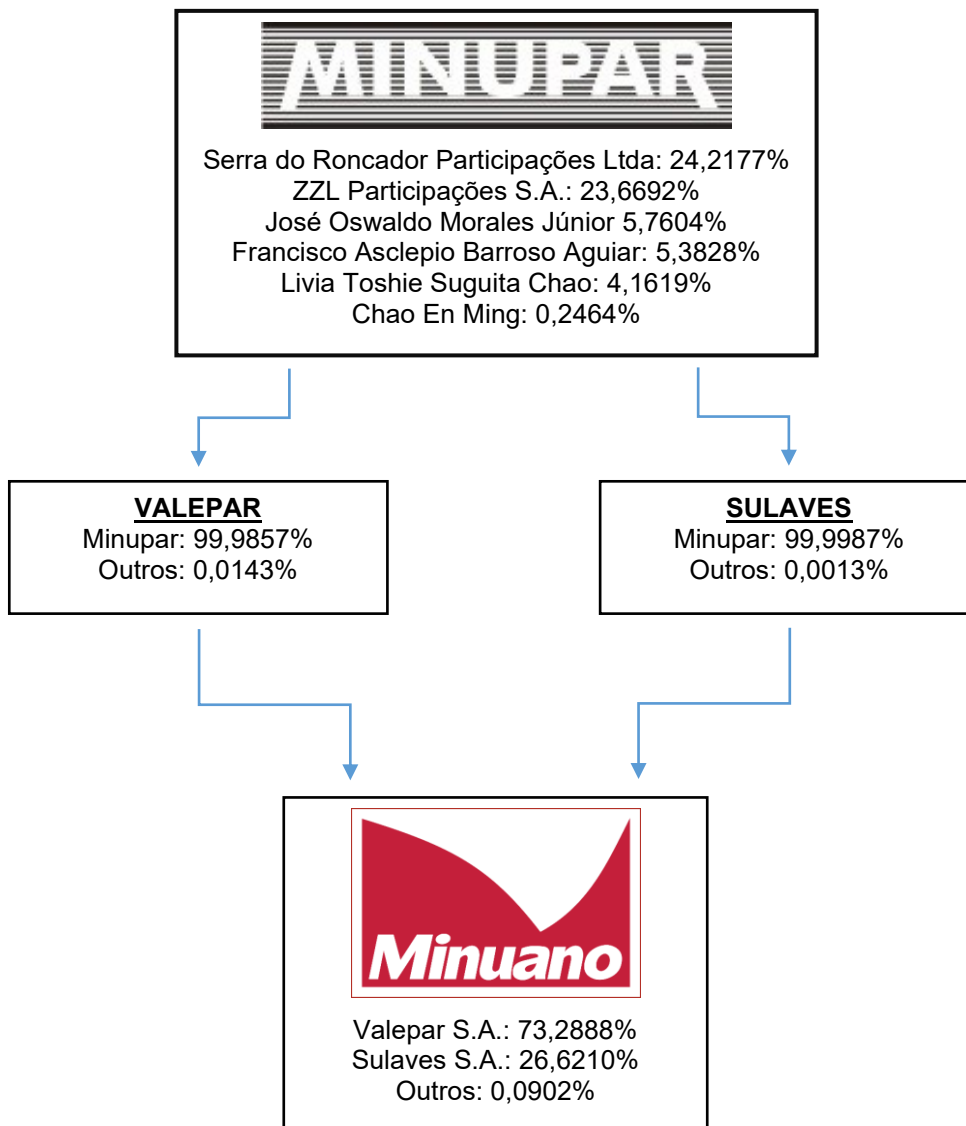 MINUPAR
Serra do Roncador Participações Ltda: 24,2177%
ZZL Participações S.A.: 23,6692%
José Oswaldo Morales Júnior 5,7604%
Francisco Asclepio Barroso Aguiar: 5,3828%
Livia Toshie Suguita Chao: 4,1619%
Chao En Ming: 0,2464%
VALEPAR
Minupar: 99,9857%
Outros: 0,0143%
SULAVES
Minupar: 99,9987%
Outros: 0,0013%
Minuano
Valepar S.A.: 73,2888%
Sulaves S.A.: 26,6210%
Outros: 0,0902%